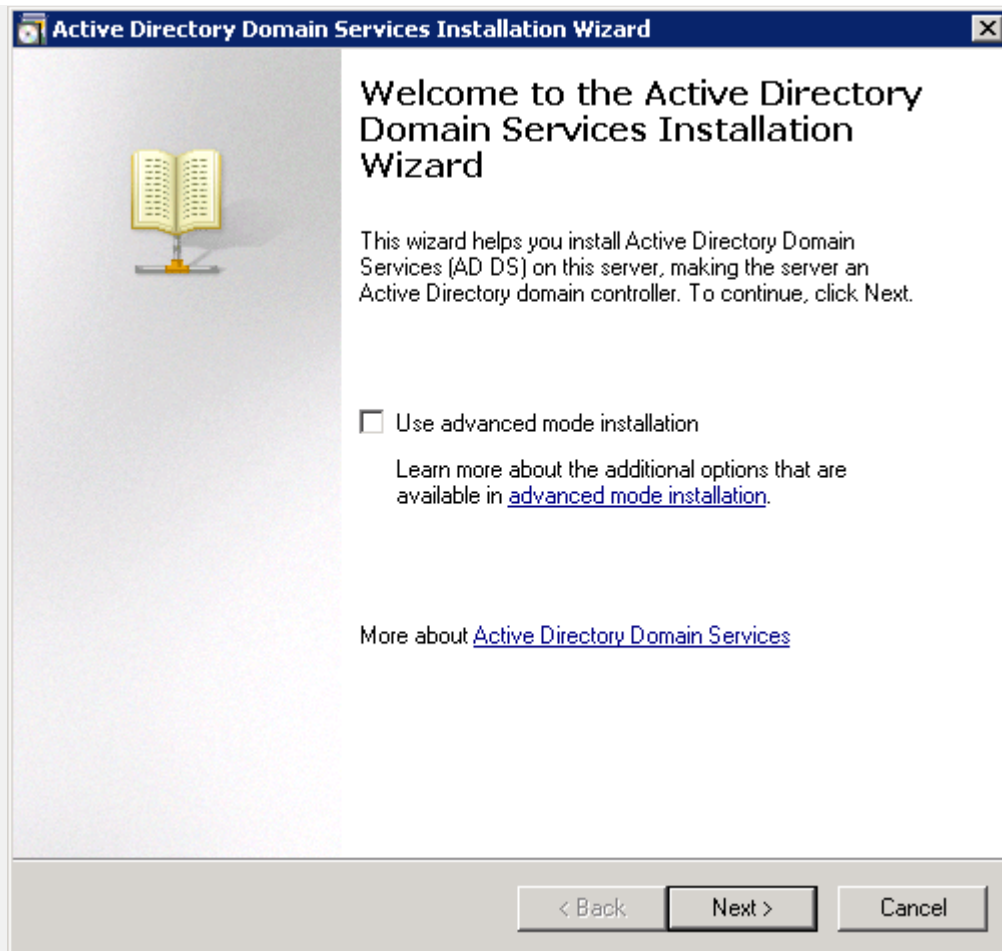 Active Directory Domain Services Installation Wizard
Welcome to the Active Directory
Domain Services Installation
Wizard
This wizard helps you install Active Directory Domain
Services (AD DS) on this server, making the server an
Active Directory domain controller. To continue, click Next.
Use advanced mode installation
Learn more about the additional options that are
available in advanced mode installation.
More about Active Directory Domain Services
< Back
Next >
Cancel